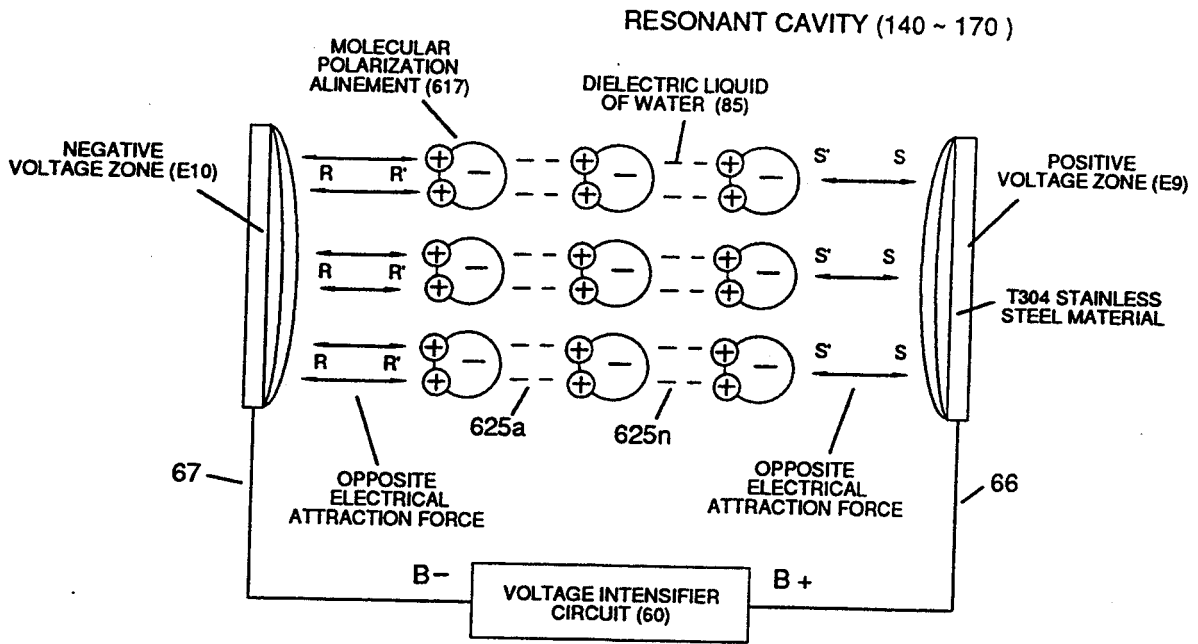 RESONANT CAVITY (140 ~ 170 )
MOLECULAR
POLARIZATION
ALINEMENT (617)
DIELECTRIC LIQUID
OF WATER (85)
NEGATIVE
VOLTAGE ZONE (E10)
POSITIVE
VOLTAGE ZONE (E9)
R R' + − + − + − S' S
+ + +
R R' + − + − + − S' S
+ + +
T304 STAINLESS
STEEL MATERIAL
R R' + − + − + − S' S
+ + +
625a
625n
67
OPPOSITE
ELECTRICAL
ATTRACTION FORCE
OPPOSITE
ELECTRICAL
ATTRACTION FORCE
66
B−
VOLTAGE INTENSIFIER
CIRCUIT (60)
B +